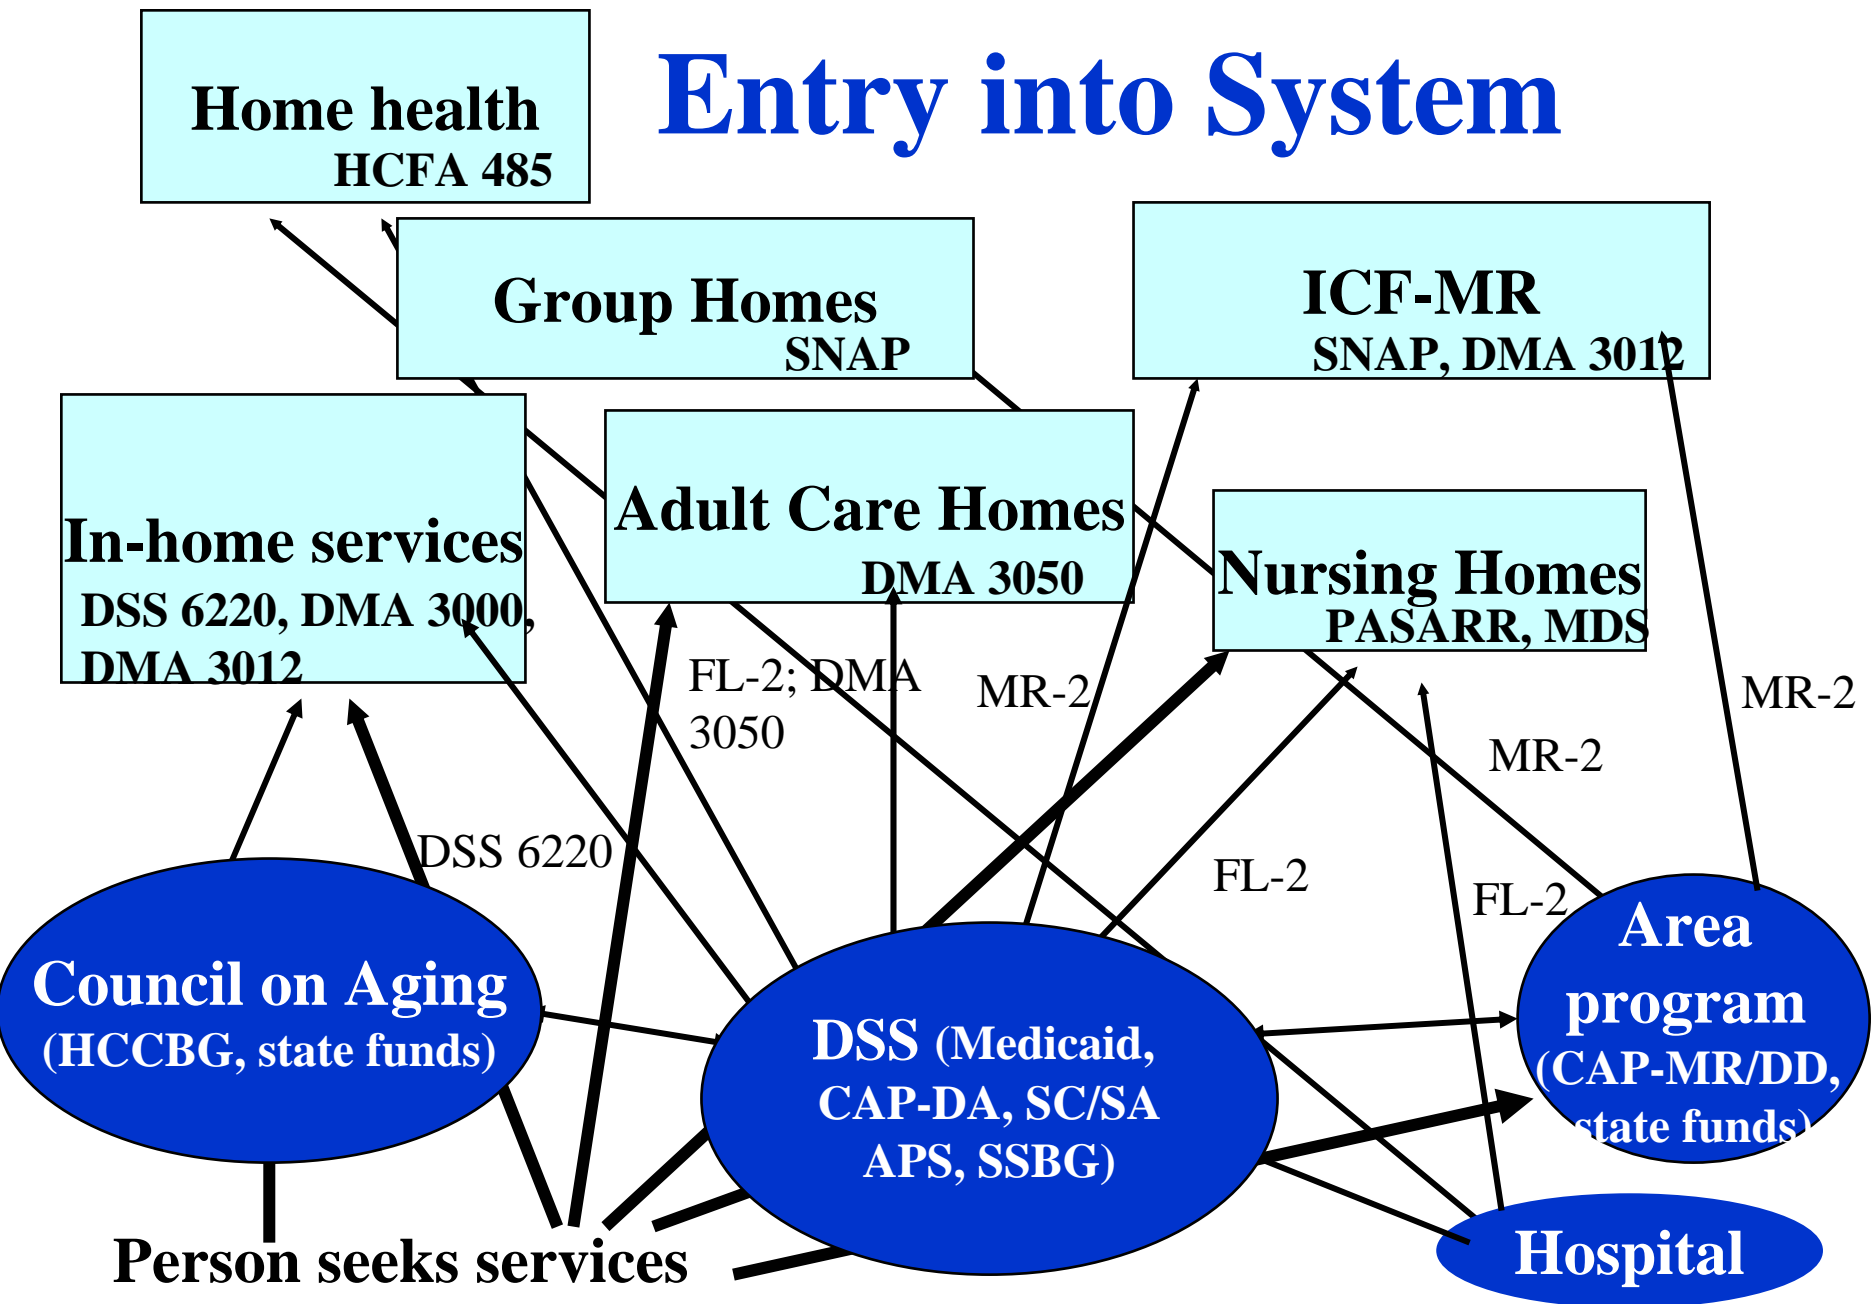 Entry into System
Home health
HCFA 485
Group Homes
SNAP
ICF-MR
SNAP, DMA 3012
In-home services
DSS 6220, DMA 3000,
DMA 3012
Adult Care Homes
DMA 3050
Nursing Homes
PASARR, MDS
FL-2; DMA
3050
MR-2
MR-2
MR-2
DSS 6220
FL-2
FL-2
Council on Aging
(HCCBG, state funds)
DSS (Medicaid,
CAP-DA, SC/SA
APS, SSBG)
Area
program
(CAP-MR/DD,
state funds)
Person seeks services
Hospital